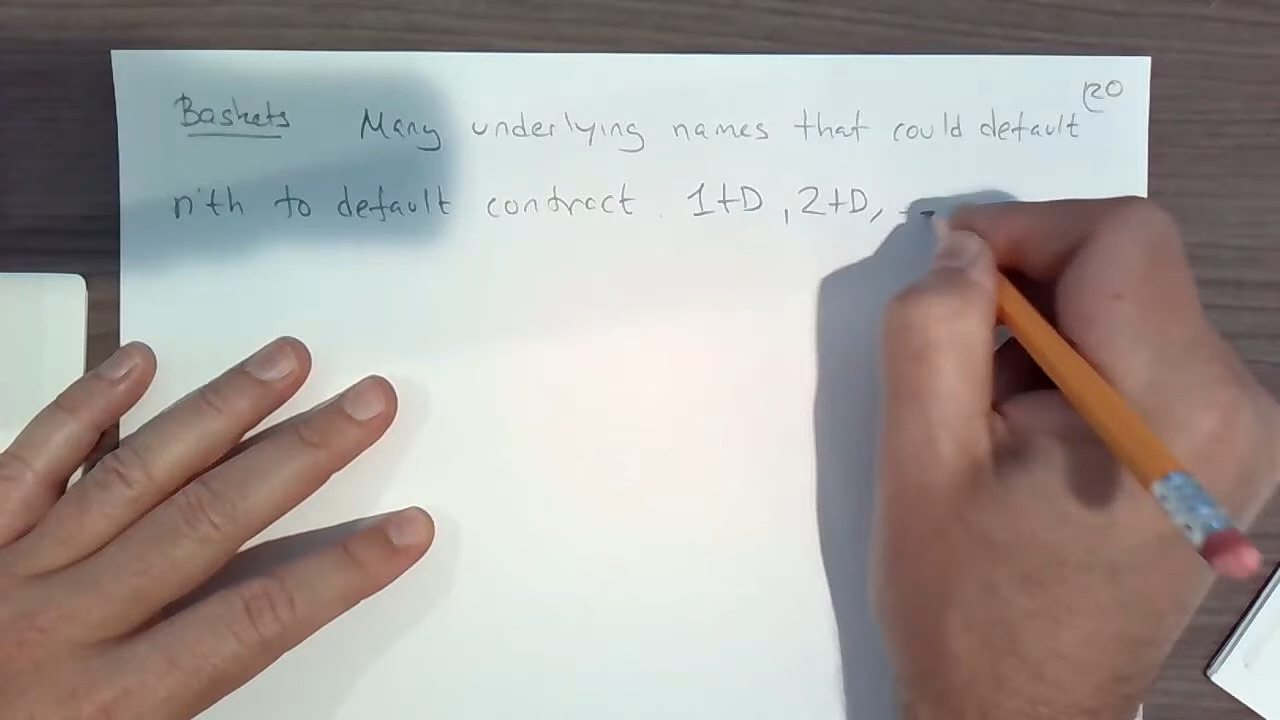 Baskets Many underlying names that could default
n'th to default contract. 1tD, 2tD,